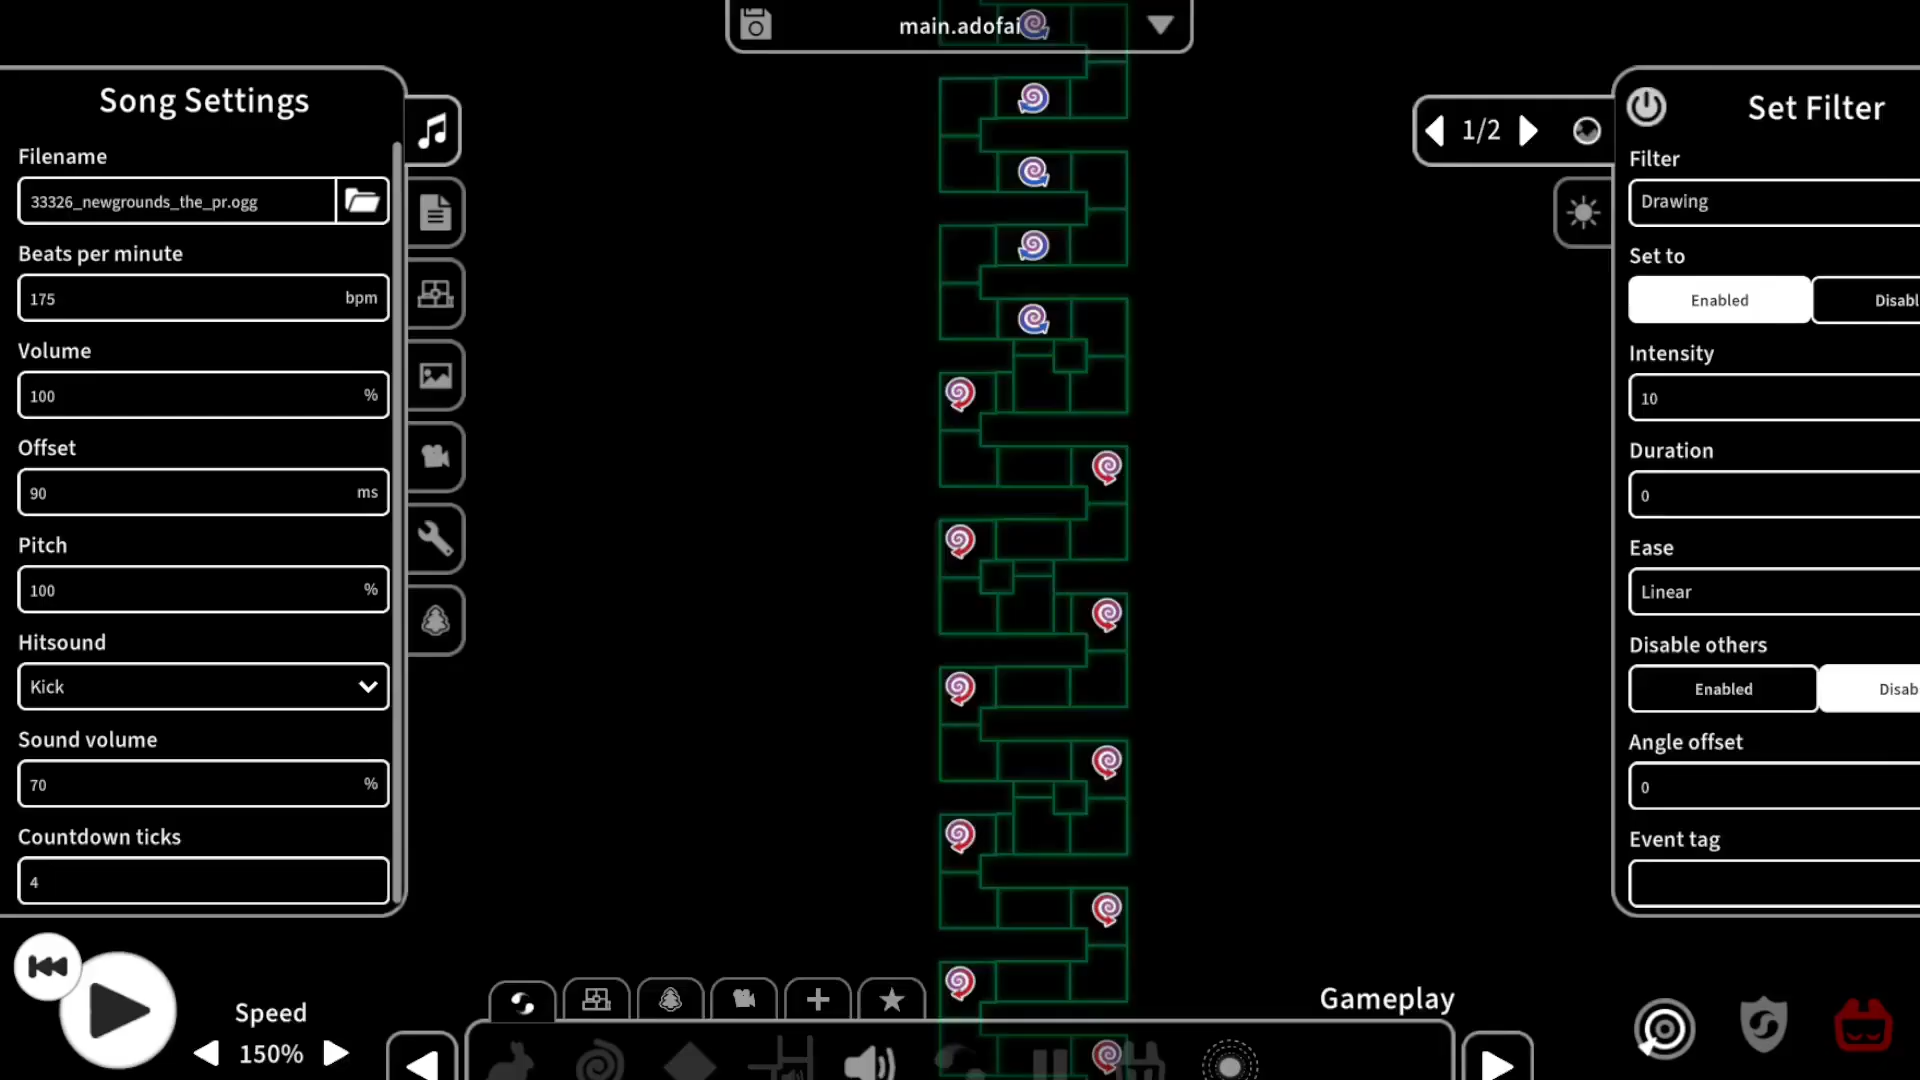 main.adofai
Song Settings
Filename
33326_newgrounds_the_pr.ogg
Beats per minute
175 bpm
Volume
100 %
Offset
90 ms
Pitch
100 %
Hitsound
Kick
Sound volume
70 %
Countdown ticks
4
Speed
150%
1/2
Set Filter
Filter
Drawing
Set to
Enabled Disabl
Intensity
10
Duration
0
Ease
Linear
Disable others
Enabled Disab
Angle offset
0
Event tag
Gameplay